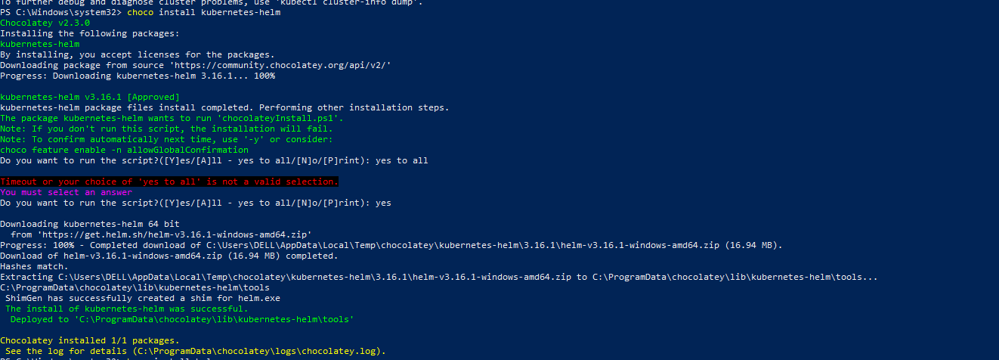 To further debug and diagnose cluster problems, use 'kubectl cluster-info dump'.
PS C:\Windows\system32> choco install kubernetes-helm
Chocolatey v2.3.0
Installing the following packages:
kubernetes-helm
By installing, you accept licenses for the packages.
Downloading package from source 'https://community.chocolatey.org/api/v2/'
Progress: Downloading kubernetes-helm 3.16.1... 100%
kubernetes-helm v3.16.1 [Approved]
kubernetes-helm package files install completed. Performing other installation steps.
The package kubernetes-helm wants to run 'chocolateyInstall.ps1'.
Note: If you don't run this script, the installation will fail.
Note: To confirm automatically next time, use '-y' or consider:
choco feature enable -n allowGlobalConfirmation
Do you want to run the script?([Y]es/[A]ll - yes to all/[N]o/[P]rint): yes to all
Timeout or your choice of 'yes to all' is not a valid selection.
You must select an answer
Do you want to run the script?([Y]es/[A]ll - yes to all/[N]o/[P]rint): yes
Downloading kubernetes-helm 64 bit
from 'https://get.helm.sh/helm-v3.16.1-windows-amd64.zip'
Progress: 100% - Completed download of C:\Users\DELL\AppData\Local\Temp\chocolatey\kubernetes-helm\3.16.1\helm-v3.16.1-windows-amd64.zip (16.94 MB).
Download of helm-v3.16.1-windows-amd64.zip (16.94 MB) completed.
Hashes match.
Extracting C:\Users\DELL\AppData\Local\Temp\chocolatey\kubernetes-helm\3.16.1\helm-v3.16.1-windows-amd64.zip to C:\ProgramData\chocolatey\lib\kubernetes-helm\tools...
C:\ProgramData\chocolatey\lib\kubernetes-helm\tools
ShimGen has successfully created a shim for helm.exe
The install of kubernetes-helm was successful.
Deployed to 'C:\ProgramData\chocolatey\lib\kubernetes-helm\tools'
Chocolatey installed 1/1 packages.
See the log for details (C:\ProgramData\chocolatey\logs\chocolatey.log).